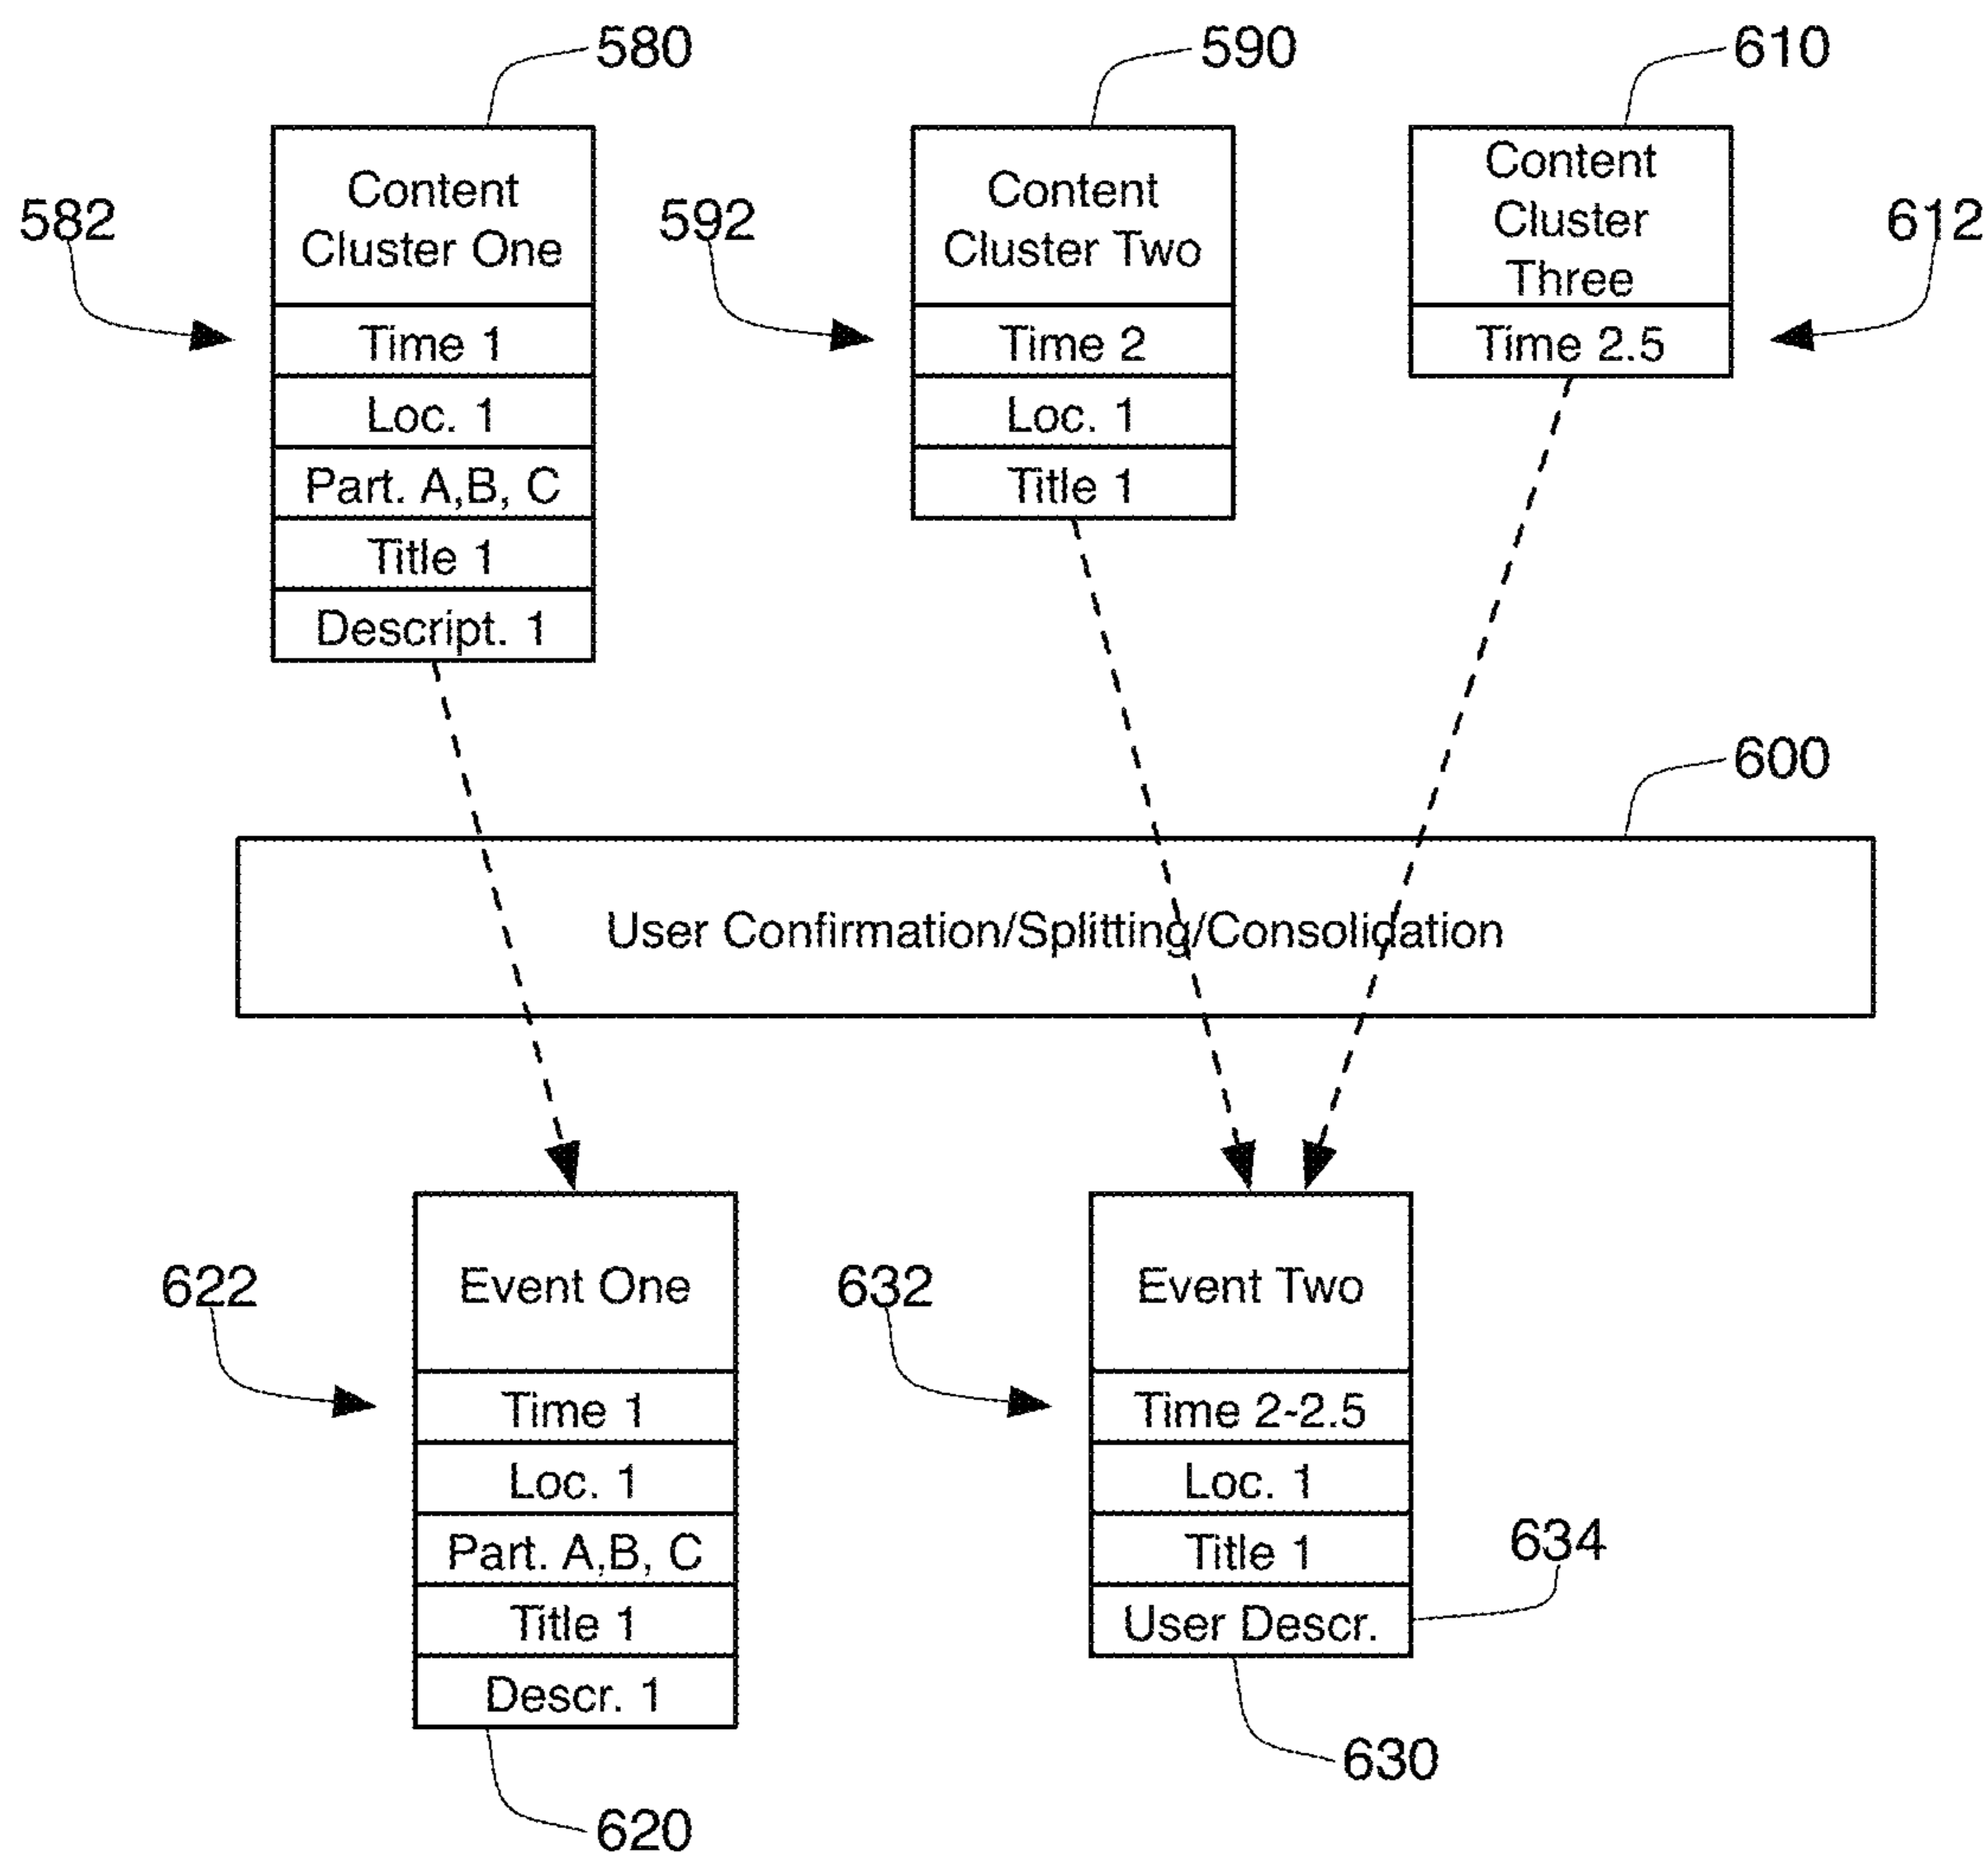 580
590
610
Content
Cluster One
Content
Cluster Two
Content
Cluster
Three
582
592
612
Time 1
Time 2
Time 2.5
Loc. 1
Loc. 1
Part. A,B, C
Title 1
Title 1
Descript. 1
600
User Confirmation/Splitting/Consolidation
Event One
Event Two
622
632
Time 1
Time 2-2.5
Loc. 1
Loc. 1
Part. A,B, C
Title 1
634
Title 1
User Descr.
Descr. 1
630
620